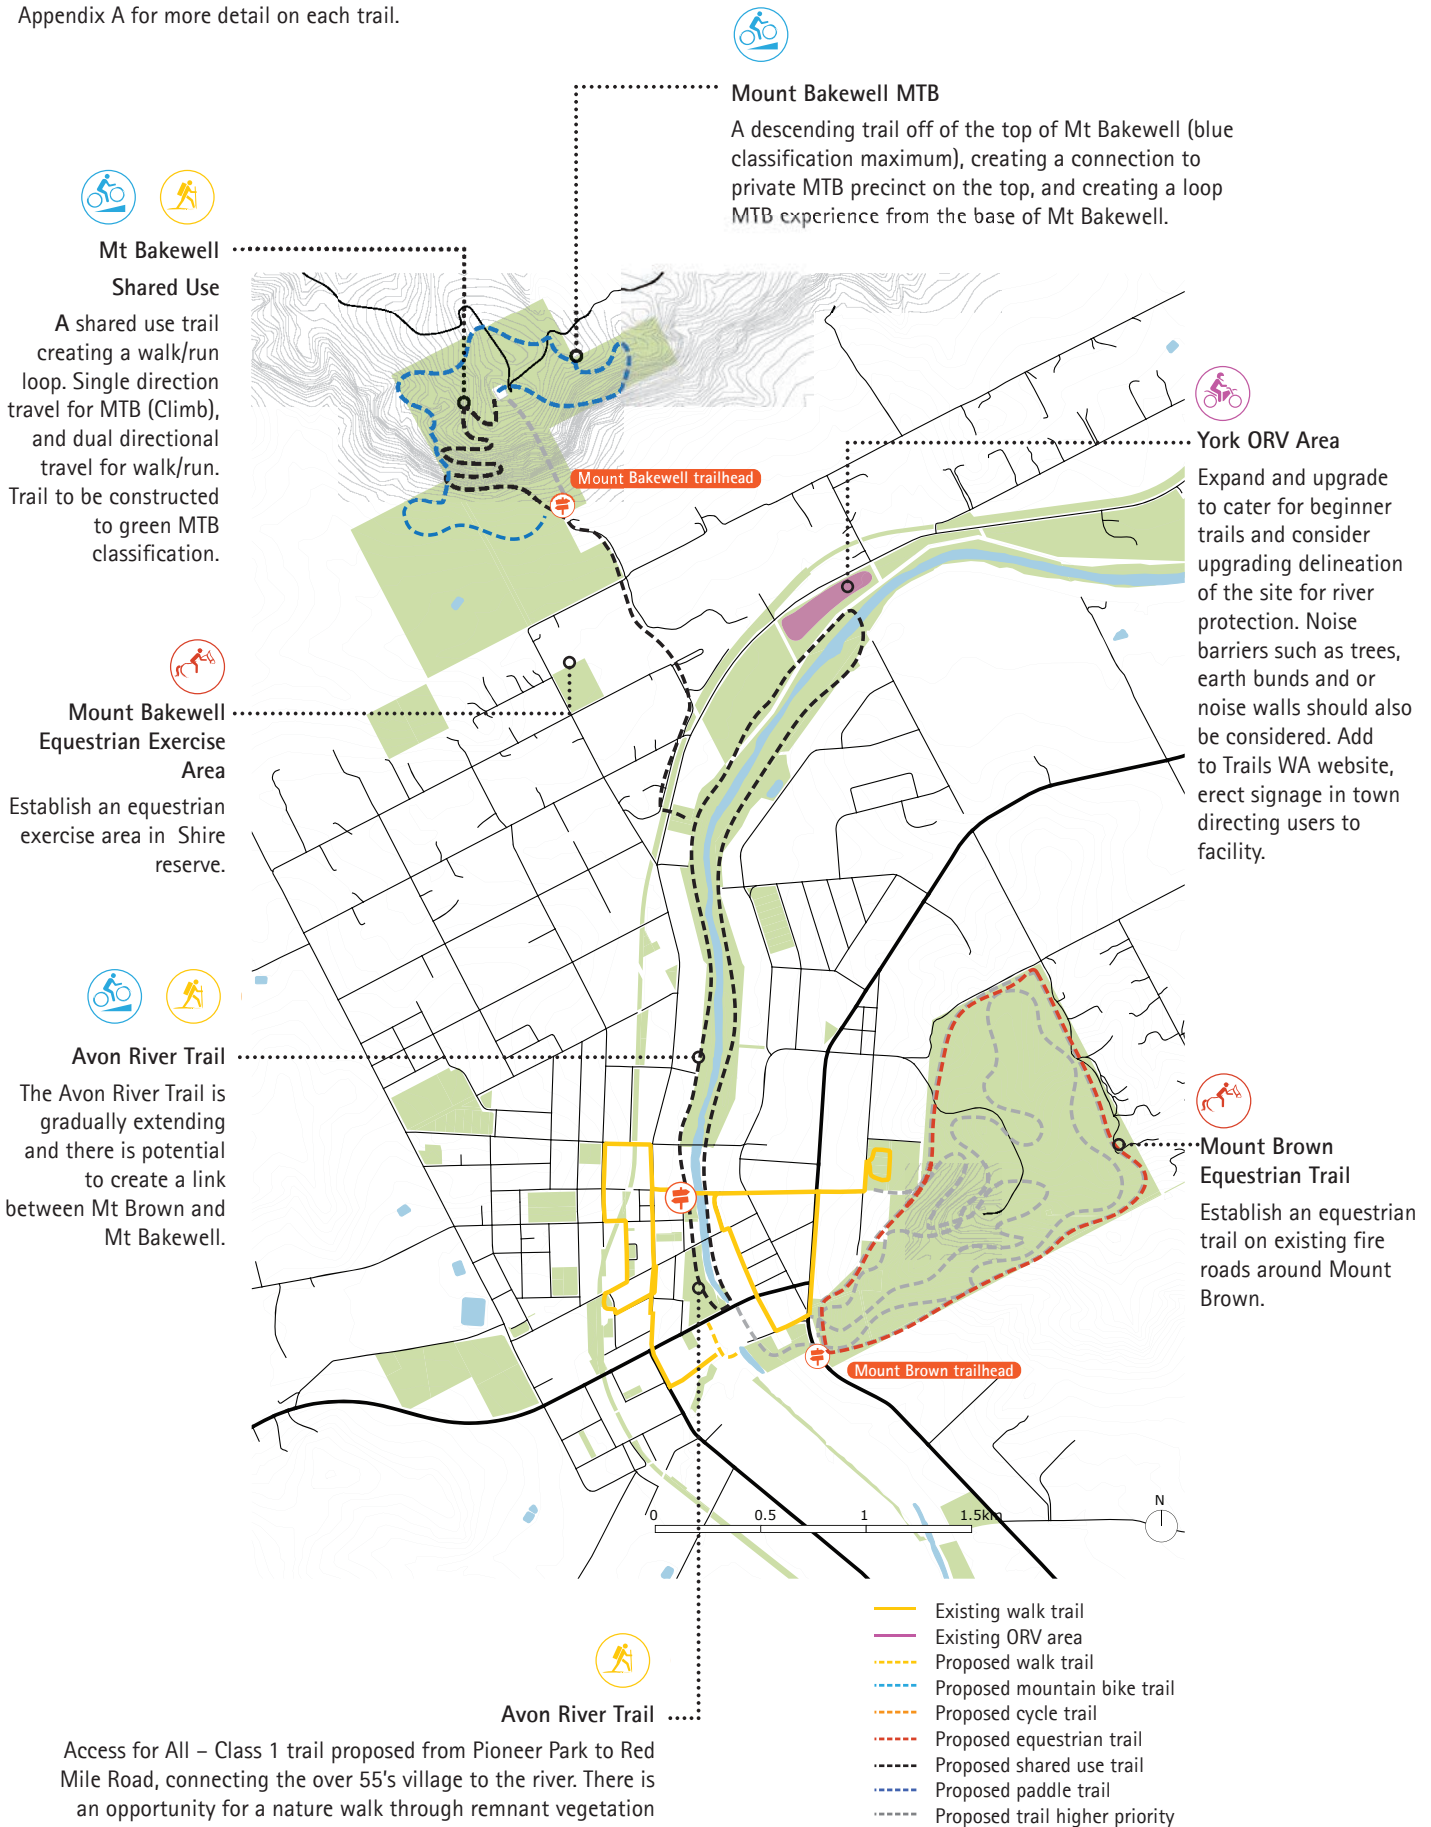 Appendix A for more detail on each trail.
Mount Bakewell MTB
A descending trail off of the top of Mt Bakewell (blue
classification maximum), creating a connection to
private MTB precinct on the top, and creating a loop
MTB experience from the base of Mt Bakewell.
Mt Bakewell
Shared Use
A shared use trail
creating a walk/run
loop. Single direction
travel for MTB (Climb),
and dual directional
travel for walk/run.
Trail to be constructed
to green MTB
classification.
Mount Bakewell trailhead
York ORV Area
Expand and upgrade
to cater for beginner
trails and consider
upgrading delineation
of the site for river
protection. Noise
barriers such as trees,
earth bunds and or
noise walls should also
be considered. Add
to Trails WA website,
erect signage in town
directing users to
facility.
Mount Bakewell
Equestrian Exercise
Area
Establish an equestrian
exercise area in Shire
reserve.
Avon River Trail
The Avon River Trail is
gradually extending
and there is potential
to create a link
between Mt Brown and
Mt Bakewell.
Mount Brown
Equestrian Trail
Establish an equestrian
trail on existing fire
roads around Mount
Brown.
Mount Brown trailhead
0 0.5 1 1.5km
N
Existing walk trail
Existing ORV area
Proposed walk trail
Proposed mountain bike trail
Proposed cycle trail
Proposed equestrian trail
Proposed shared use trail
Proposed paddle trail
Proposed trail higher priority
Avon River Trail
Access for All – Class 1 trail proposed from Pioneer Park to Red
Mile Road, connecting the over 55's village to the river. There is
an opportunity for a nature walk through remnant vegetation